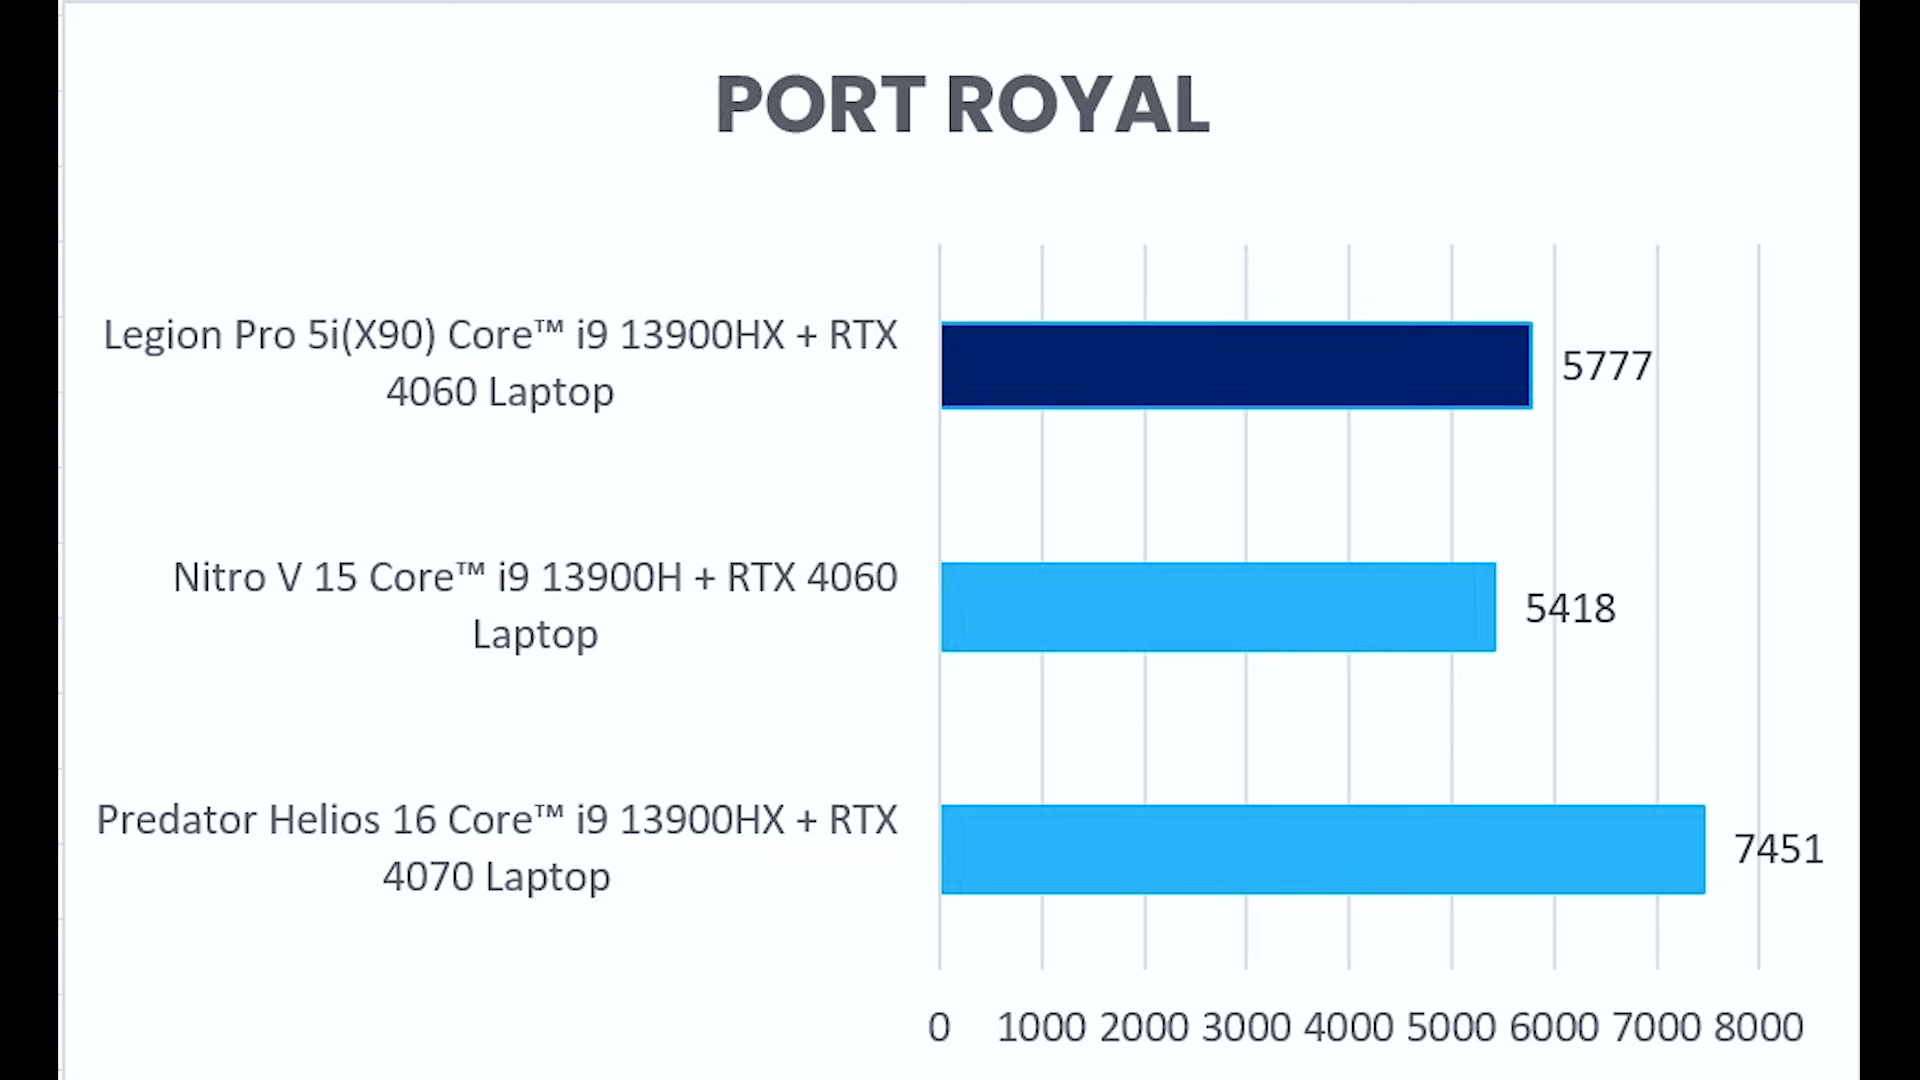 PORT ROYAL
Legion Pro 5i(X90) Core™ i9 13900HX + RTX
4060 Laptop
5777
Nitro V 15 Core™ i9 13900H + RTX 4060
Laptop
5418
Predator Helios 16 Core™ i9 13900HX + RTX
4070 Laptop
7451
0 1000 2000 3000 4000 5000 6000 7000 8000